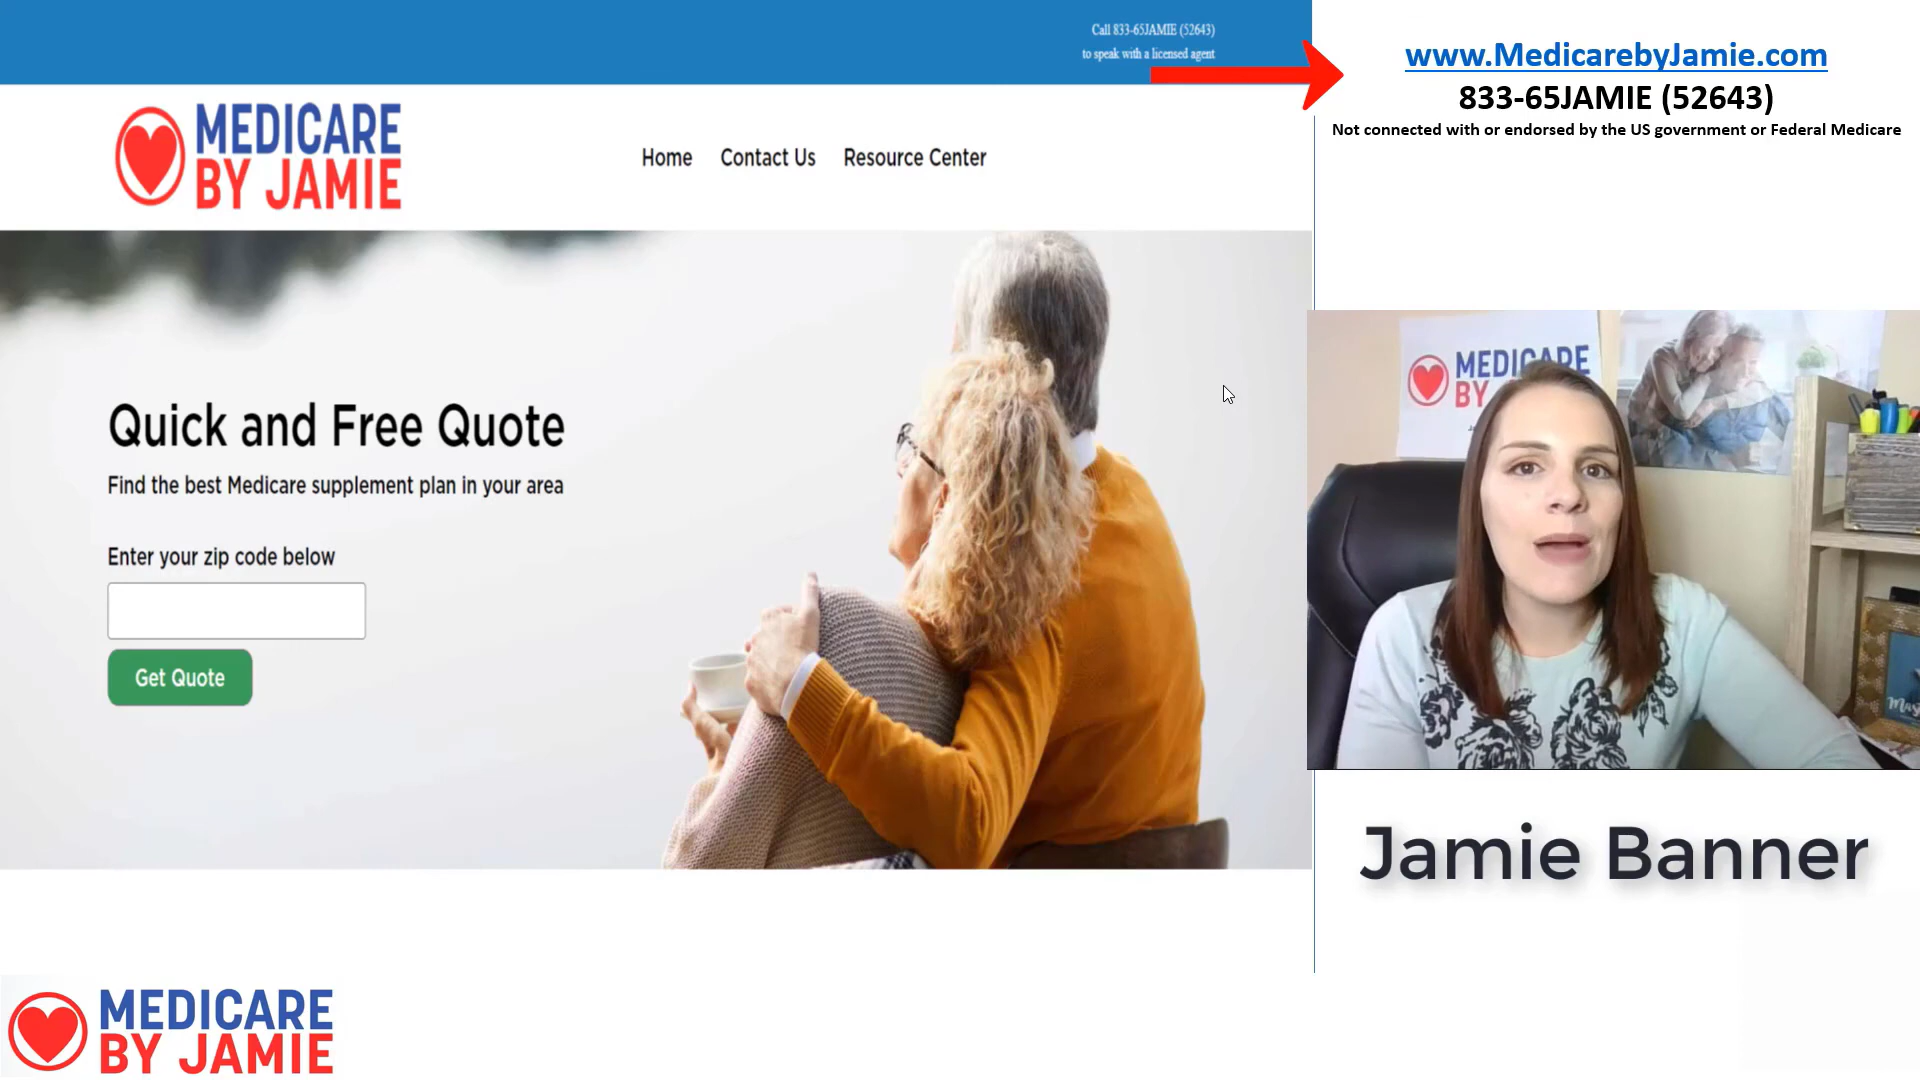 Call 833-65JAMIE (52643)
to speak with a licensed agent
www.MedicarebyJamie.com
833-65JAMIE (52643)
Not connected with or endorsed by the US government or Federal Medicare
MEDICARE
BY JAMIE
Home Contact Us Resource Center
Quick and Free Quote
Find the best Medicare supplement plan in your area
Enter your zip code below
Get Quote
MEDICARE
BY
Jamie Banner
MEDICARE
BY JAMIE